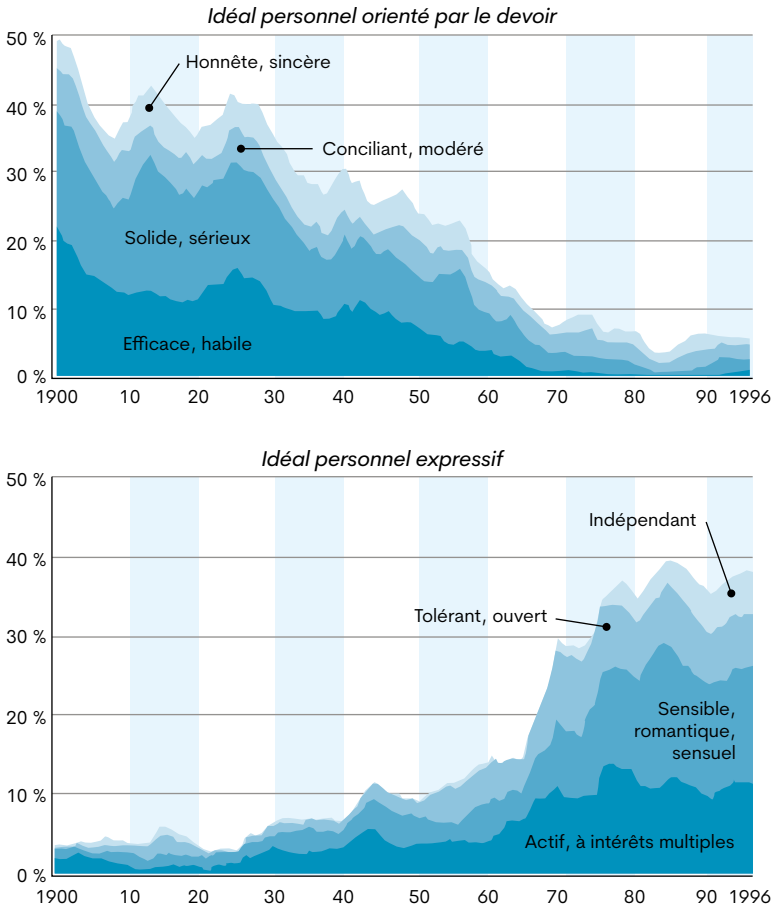 Idéal personnel orienté par le devoir
50 %
Honnête, sincère
40 %
Conciliant, modéré
30 %
Solide, sérieux
20 %
10 %
Efficace, habile
0 %
1900 10 20 30 40 50 60 70 80 90 1996
Idéal personnel expressif
50 %
Indépendant
40 %
Tolérant, ouvert
30 %
20 %
Sensible,
romantique,
sensuel
10 %
Actif, à intérêts multiples
0 %
1900 10 20 30 40 50 60 70 80 90 1996